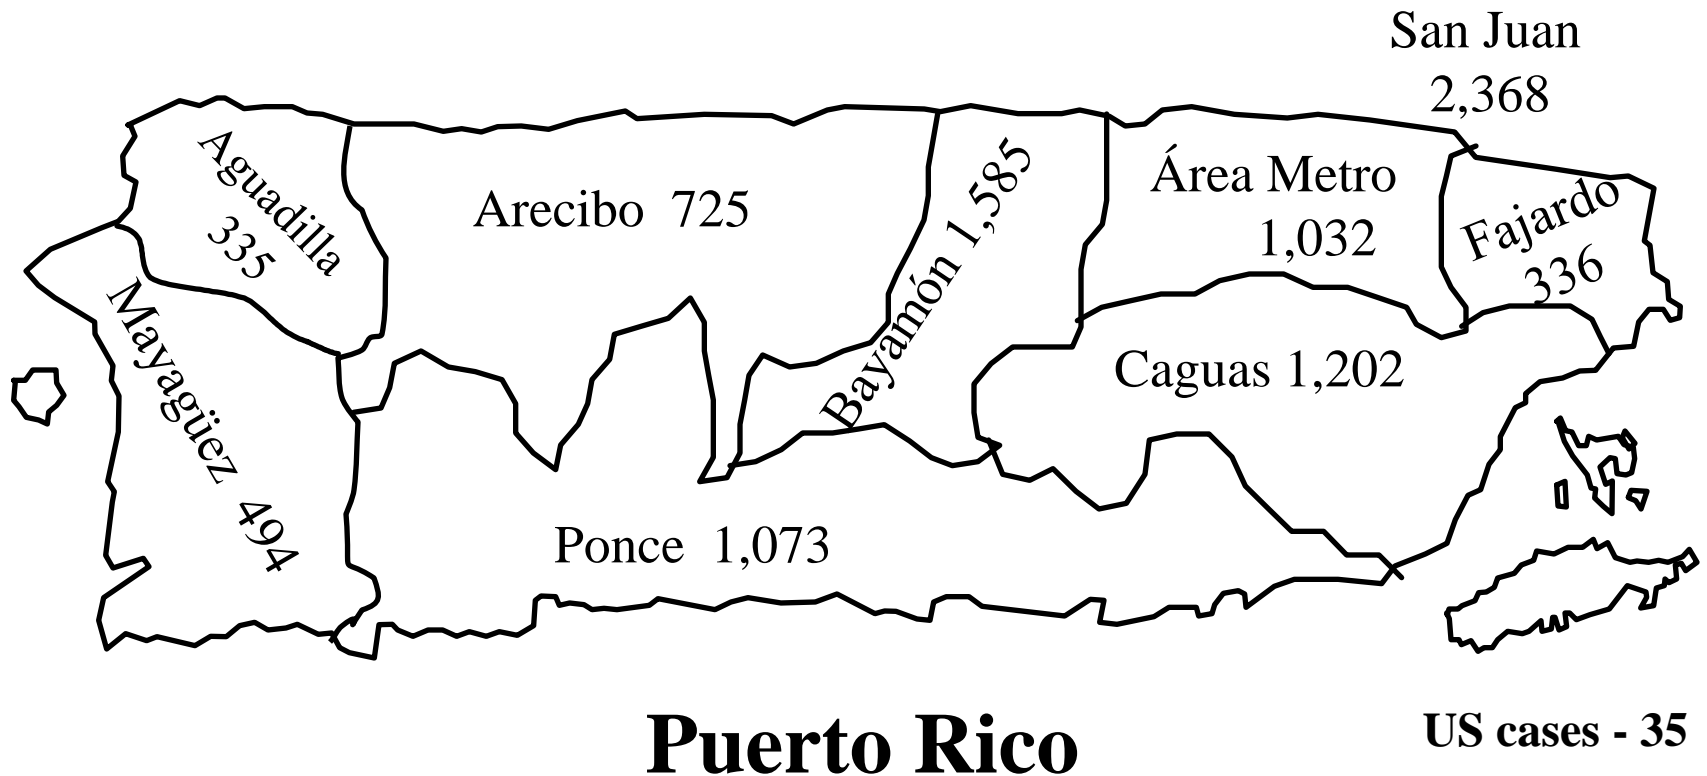 San Juan
2,368
Aguadilla
335
Arecibo 725
Bayamón 1,585
Área Metro
1,032
Fajardo
336
Mayagüez 494
Caguas 1,202
Ponce 1,073
Puerto Rico
US cases - 35